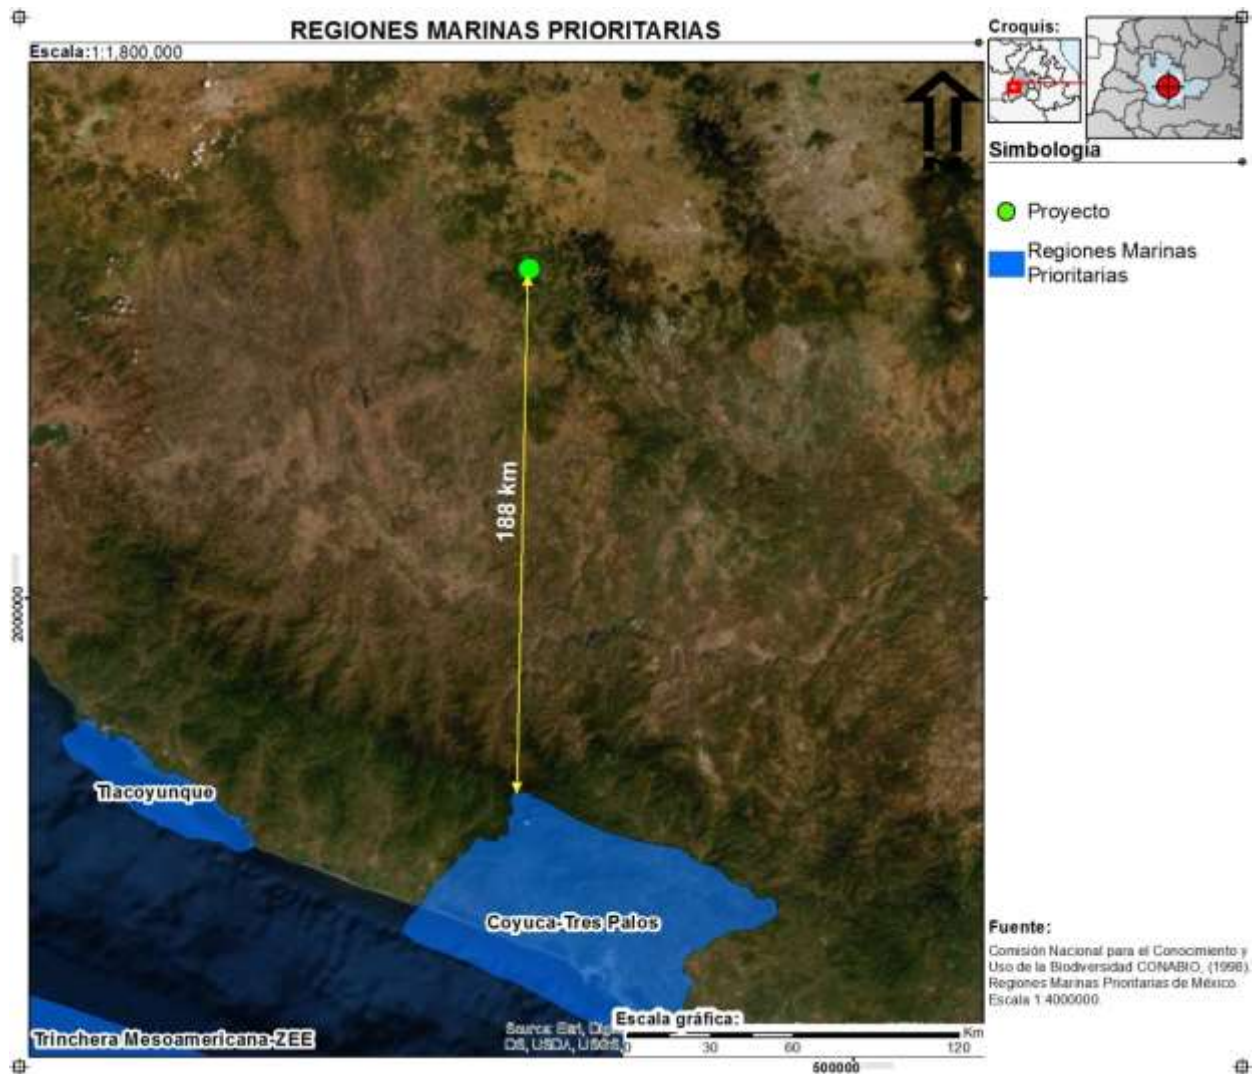 REGIONES MARINAS PRIORITARIAS
Escala:1:1,800,000
Croquis:
Simbología
Proyecto
Regiones Marinas
Prioritarias
188 km
2000000
Tlacoyunque
Coyuca-Tres Palos
Trinchera Mesoamericana-ZEE
Source: Esri,
Escala gráfica:
Km
0 30 60 120
500000
Fuente:
Comisión Nacional para el Conocimiento y
Uso de la Biodiversidad CONABIO, (1998).
Regiones Marinas Prioritarias de México.
Escala 1:4000000